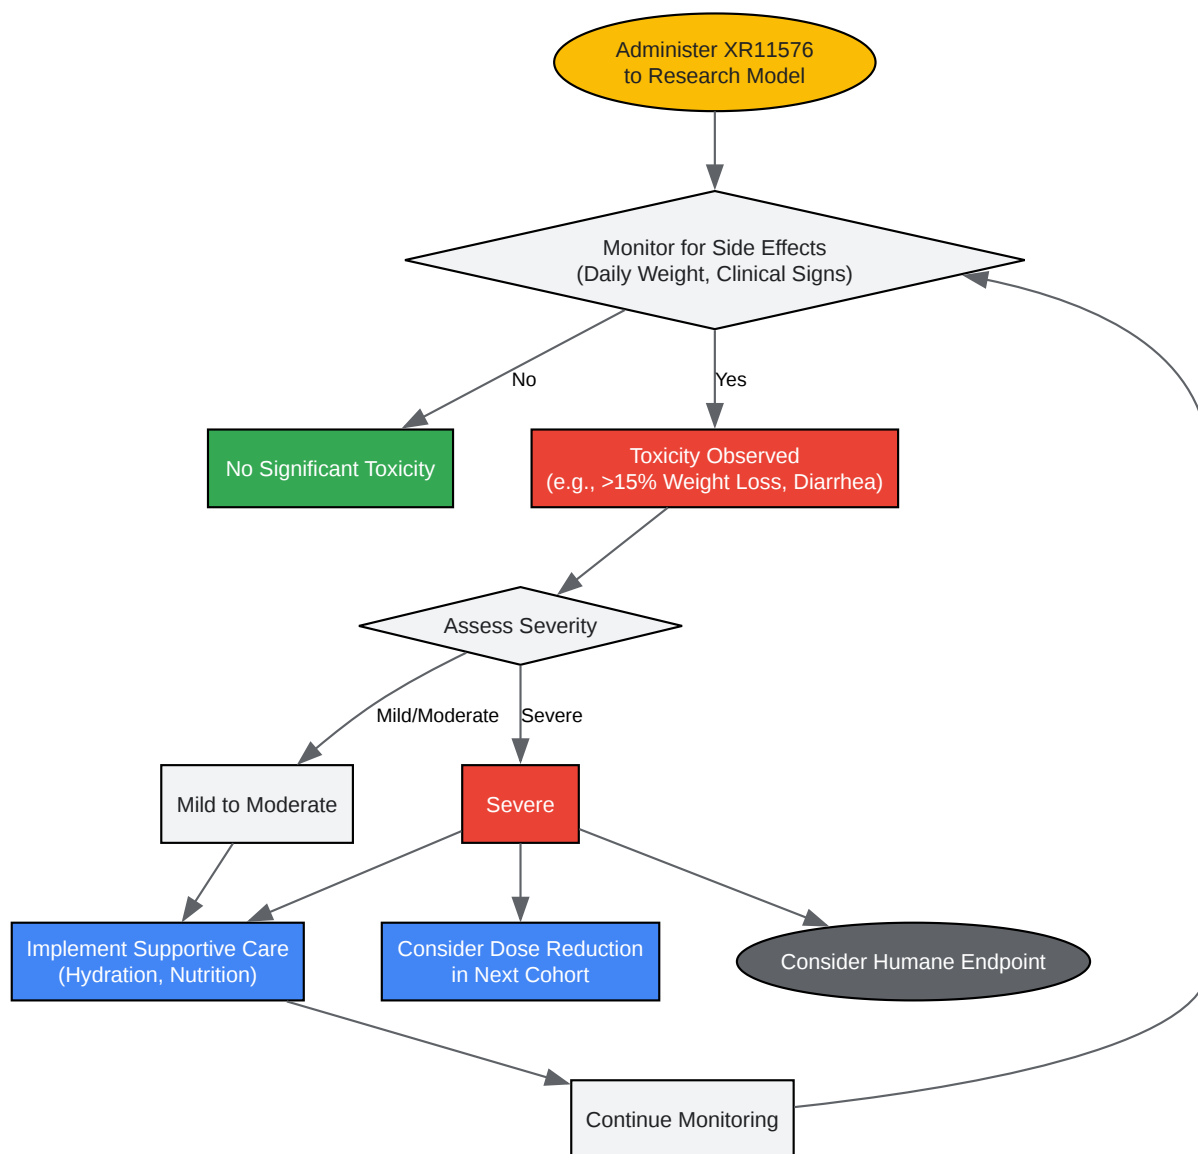 Administer XR11576
to Research Model
Monitor for Side Effects
(Daily Weight, Clinical Signs)
No
Yes
No Significant Toxicity
Toxicity Observed
(e.g., >15% Weight Loss, Diarrhea)
Assess Severity
Mild/Moderate
Severe
Mild to Moderate
Severe
Implement Supportive Care
(Hydration, Nutrition)
Consider Dose Reduction
in Next Cohort
Consider Humane Endpoint
Continue Monitoring